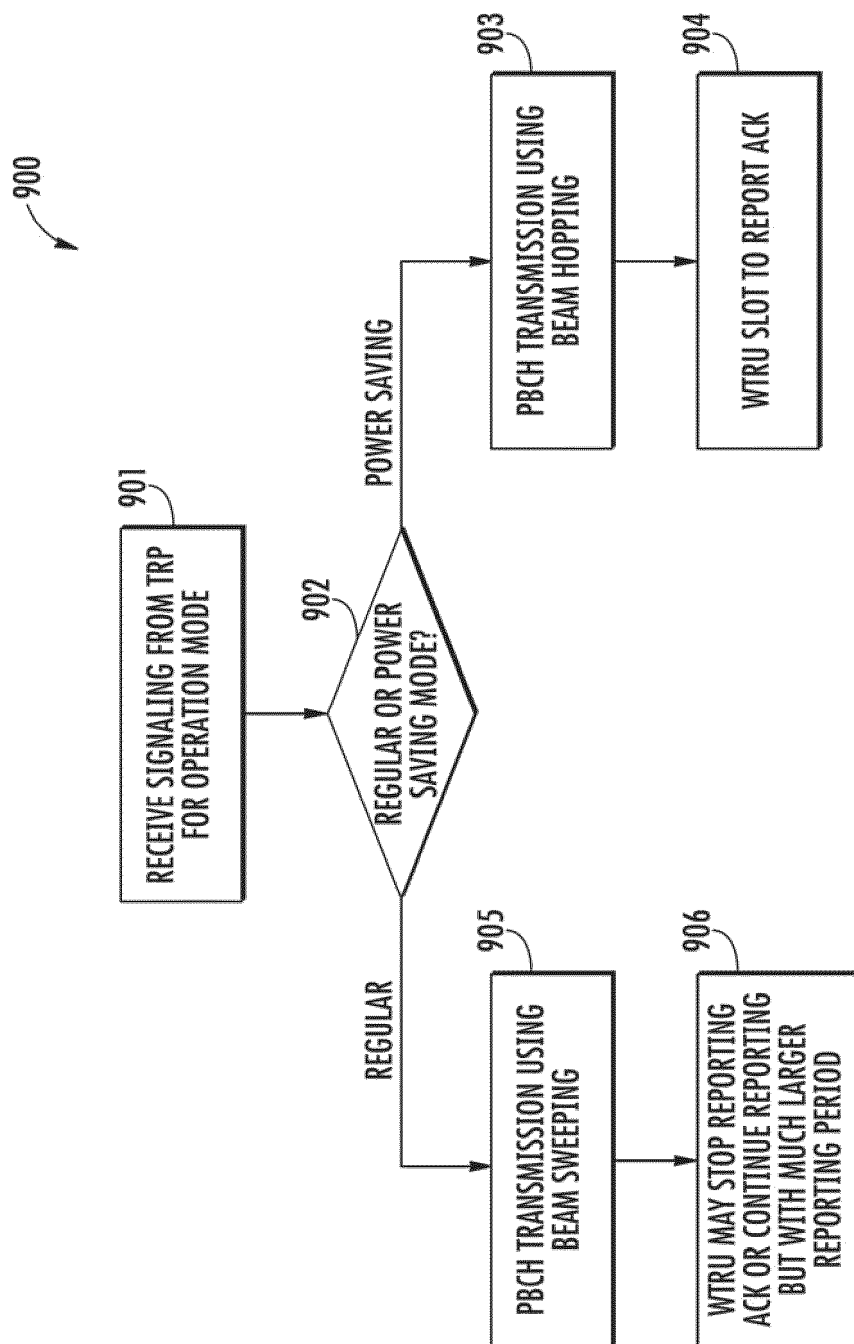 900
901
RECEIVE SIGNALING FROM TRP
FOR OPERATION MODE
902
REGULAR OR POWER
SAVING MODE?
REGULAR
POWER SAVING
905
PBCH TRANSMISSION USING
BEAM SWEEPING
906
WTRU MAY STOP REPORTING
ACK OR CONTINUE REPORTING
BUT WITH MUCH LARGER
REPORTING PERIOD
903
PBCH TRANSMISSION USING
BEAM HOPPING
904
WTRU SLOT TO REPORT ACK